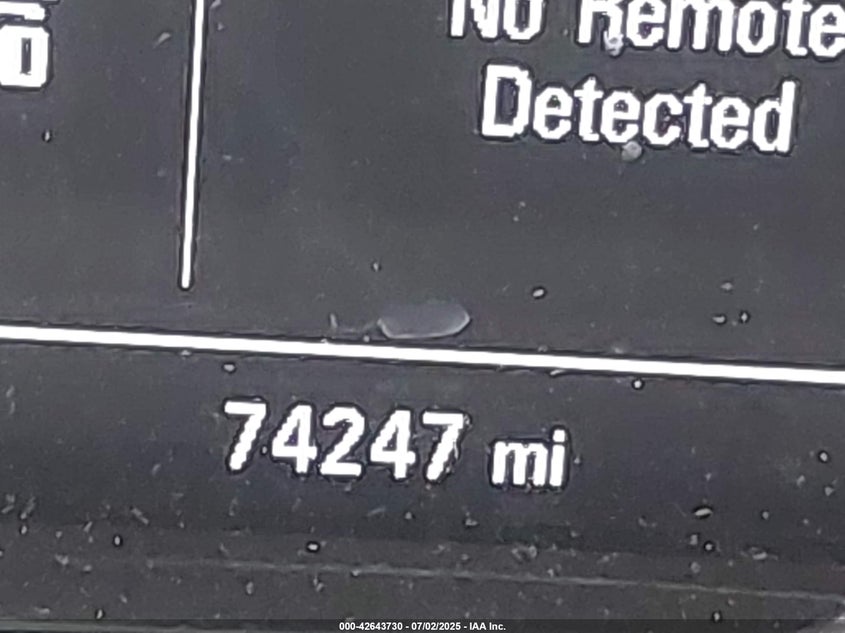 No Remote
Detected
74247 mi
000-42643730 - 07/02/2025 - IAA Inc.